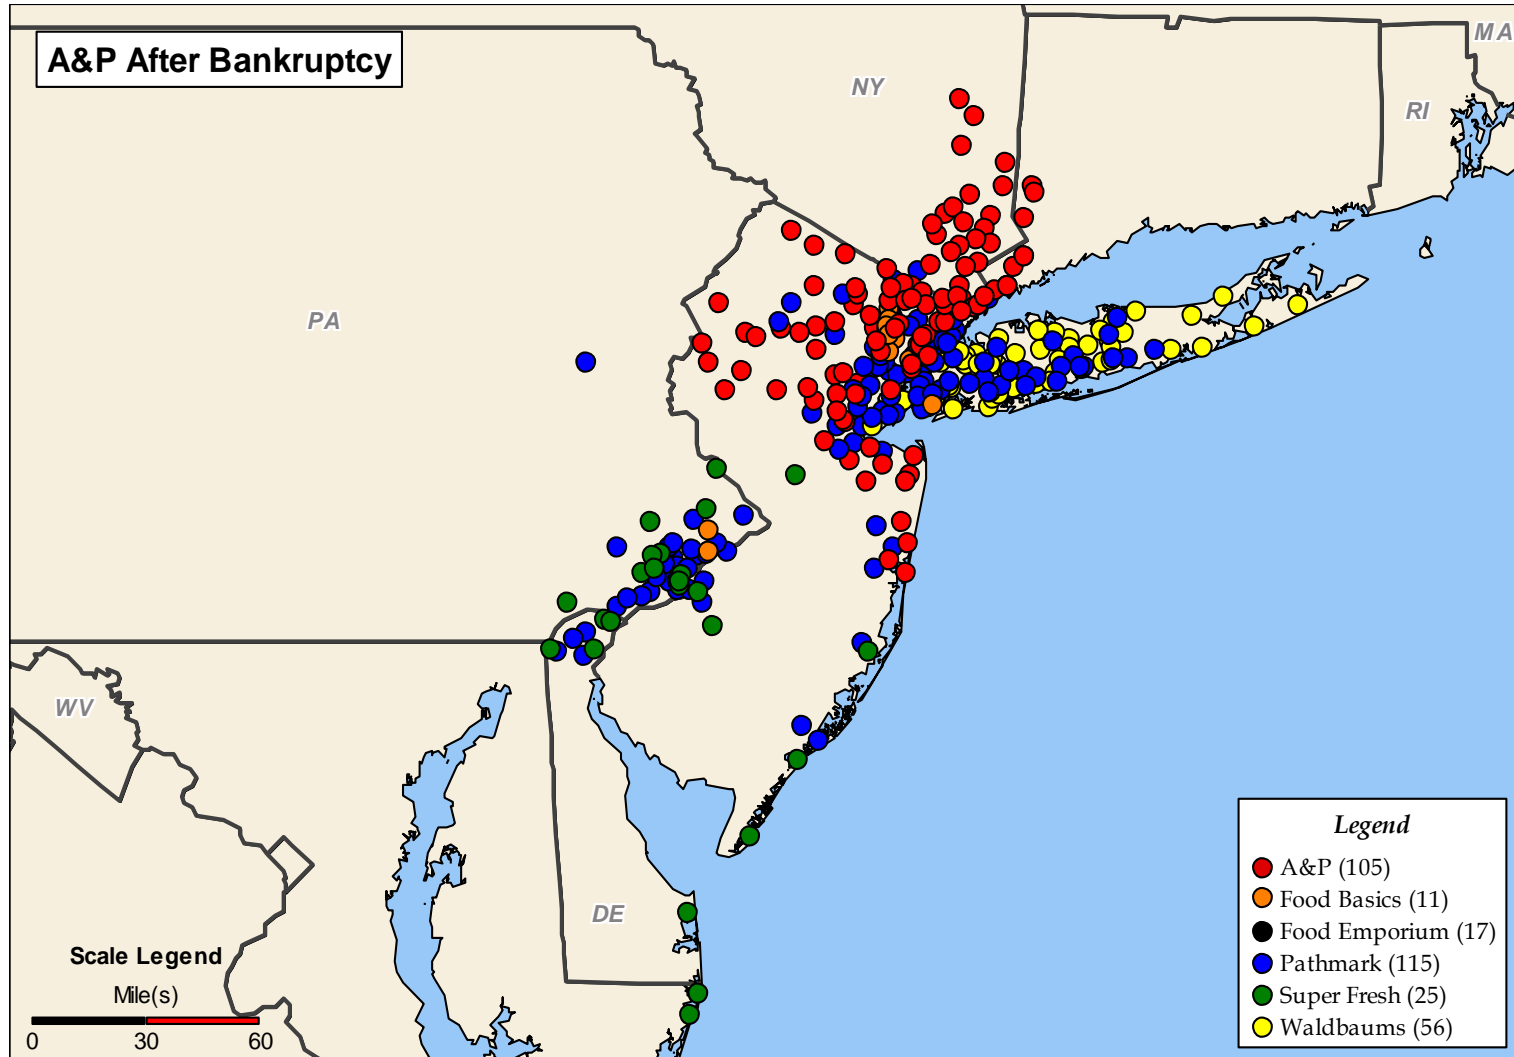 A&P After Bankruptcy
NY
MA
RI
PA
WV
DE
Legend
A&P (105)
Food Basics (11)
Food Emporium (17)
Pathmark (115)
Super Fresh (25)
Waldbaums (56)
Scale Legend
Mile(s)
0 30 60